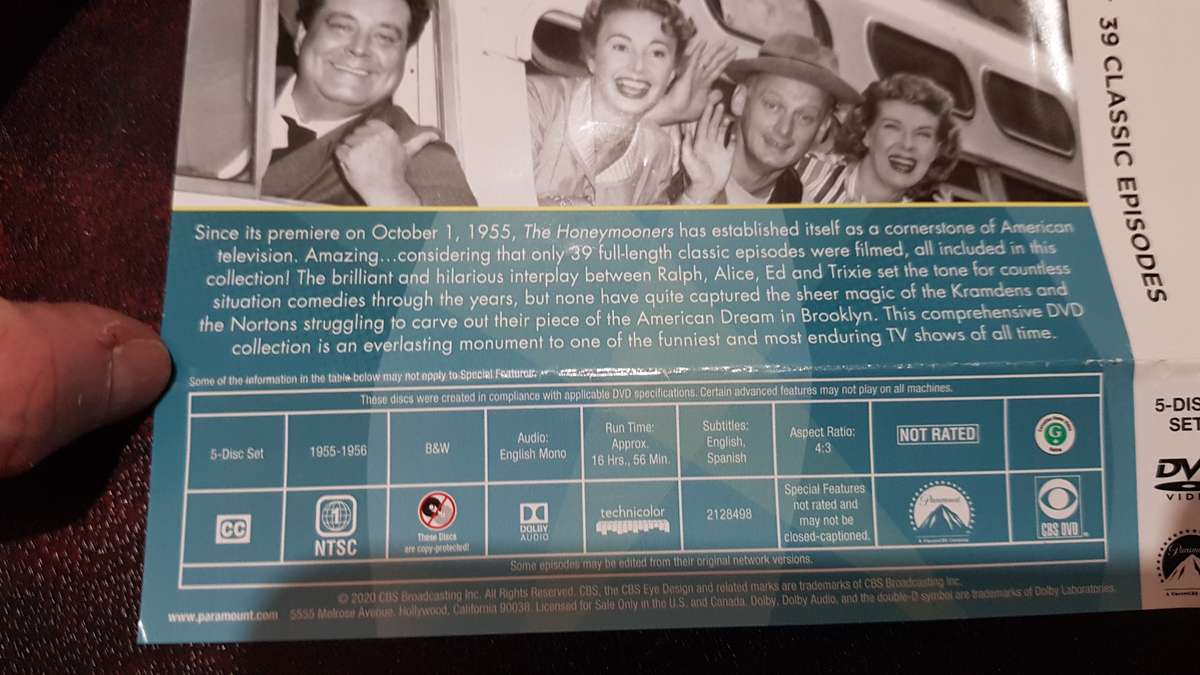 39 CLASSIC EPISODES
Since its premiere on October 1, 1955, The Honeymooners has established itself as a cornerstone of American
television. Amazing...considering that only 39 full-length classic episodes were filmed, all included in this
collection! The brilliant and hilarious interplay between Ralph, Alice, Ed and Trixie set the tone for countless
situation comedies through the years, but none have quite captured the sheer magic of the Kramdens and
the Nortons struggling to carve out their piece of the American Dream in Brooklyn. This comprehensive DVD
collection is an everlasting monument to one of the funniest and most enduring TV shows of all time.
Some of the information in the table below may not apply to Special Features.
These discs were created in compliance with applicable DVD specifications. Certain advanced features may not play on all machines.
5-Disc Set
1955-1956
B&W
Audio:
English Mono
Run Time:
Approx.
16 Hrs., 56 Min.
Subtitles:
English,
Spanish
Aspect Ratio:
4:3
NOT RATED
G
CC
NTSC
These Discs
are copy-protected!
DOLBY
AUDIO
technicolor
2128498
Special Features
not rated and
may not be
closed-captioned.
Paramount
A ViacomCBS Company
CBS DVD
Some episodes may be edited from their original network versions.
© 2020 CBS Broadcasting Inc. All Rights Reserved. CBS, the CBS Eye Design and related marks are trademarks of CBS Broadcasting Inc.
www.paramount.com 5555 Melrose Avenue, Hollywood, California 90038. Licensed for Sale Only in the U.S. and Canada. Dolby, Dolby Audio, and the double-D symbol are trademarks of Dolby Laboratories.
5-DIS
SET
DV
VIDE
Param